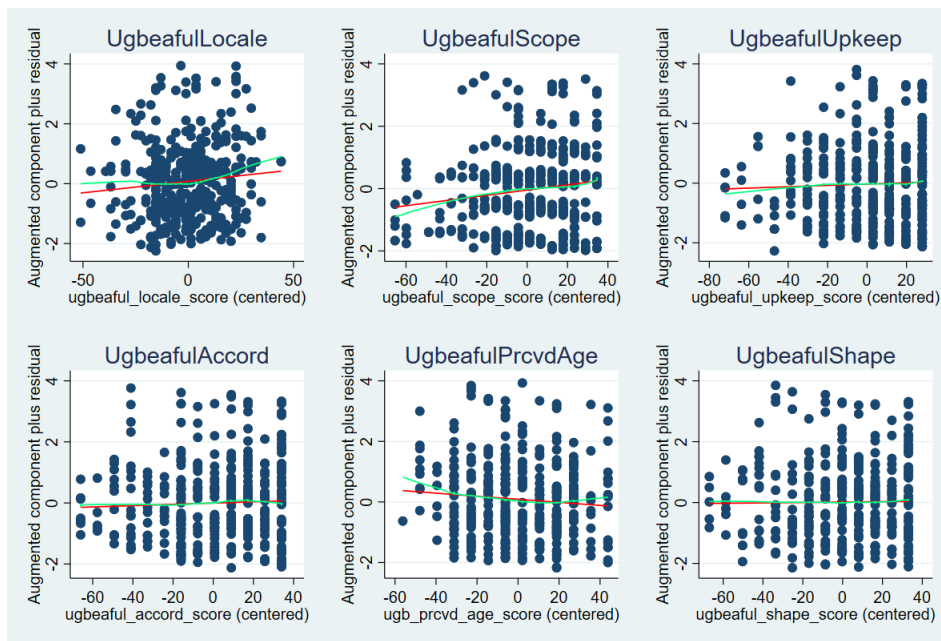 UgbeafulLocale
Augmented component plus residual
4
2
0
-2
-50 0 50
ugbeaful_locale_score (centered)
UgbeafulScope
Augmented component plus residual
4
2
0
-2
-60 -40 -20 0 20 40
ugbeaful_scope_score (centered)
UgbeafulUpkeep
Augmented component plus residual
4
2
0
-2
-80 -60 -40 -20 0 20
ugbeaful_upkeep_score (centered)
UgbeafulAccord
Augmented component plus residual
4
2
0
-2
-60 -40 -20 0 20 40
ugbeaful_accord_score (centered)
UgbeafulPrcvdAge
Augmented component plus residual
4
2
0
-2
-60 -40 -20 0 20 40
ugb_prcvd_age_score (centered)
UgbeafulShape
Augmented component plus residual
4
2
0
-2
-60 -40 -20 0 20 40
ugbeaful_shape_score (centered)